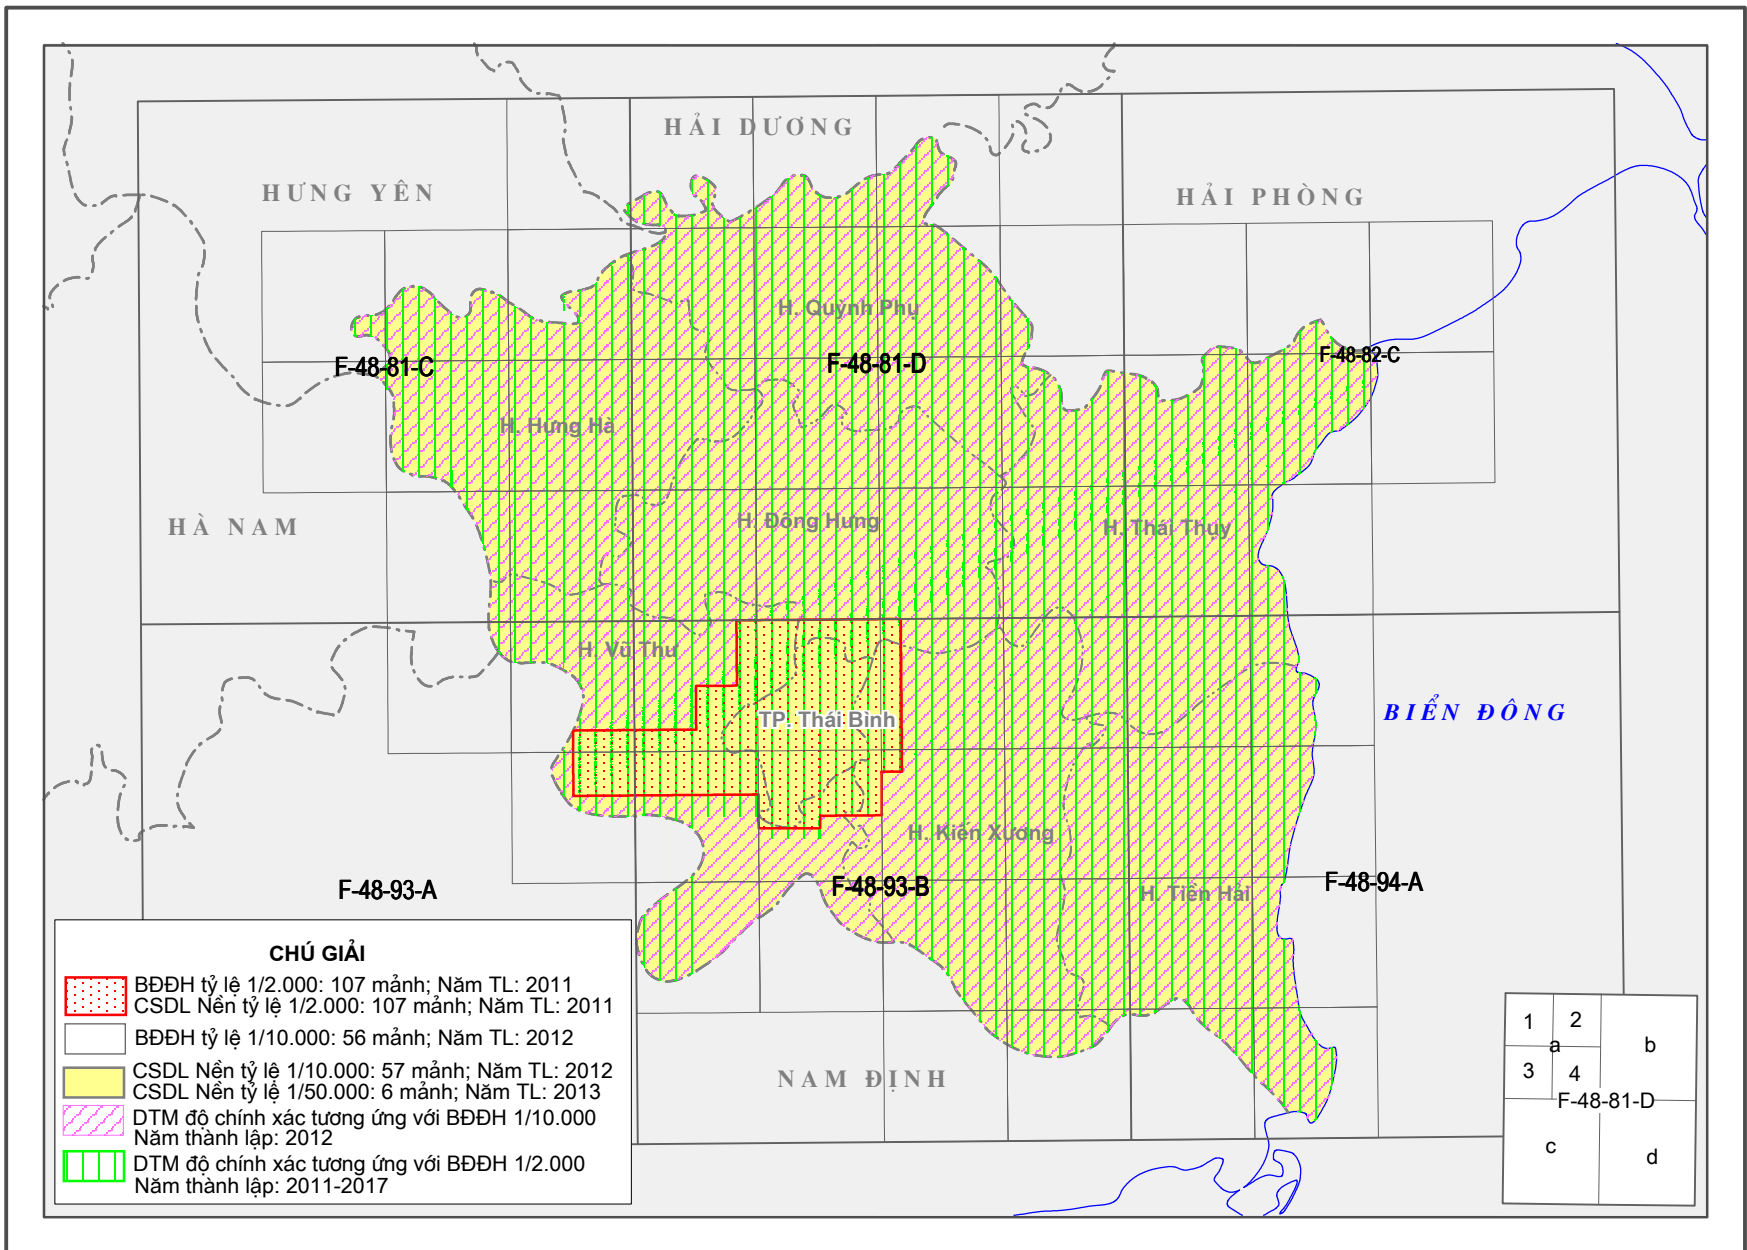 HẢI DƯƠNG
HƯNG YÊN
HẢI PHÒNG
H. Quỳnh Phụ
F-48-81-C
F-48-81-D
F-48-82-C
H. Hưng Hà
HÀ NAM
H. Đông Hưng
H. Thái Thụy
H. Vũ Thư
TP. Thái Bình
BIỂN ĐÔNG
H. Kiến Xương
F-48-93-A
F-48-93-B
H. Tiền Hải
F-48-94-A
NAM ĐỊNH
CHÚ GIẢI
BĐĐH tỷ lệ 1/2.000: 107 mảnh; Năm TL: 2011
CSDL Nền tỷ lệ 1/2.000: 107 mảnh; Năm TL: 2011
BĐĐH tỷ lệ 1/10.000: 56 mảnh; Năm TL: 2012
CSDL Nền tỷ lệ 1/10.000: 57 mảnh; Năm TL: 2012
CSDL Nền tỷ lệ 1/50.000: 6 mảnh; Năm TL: 2013
DTM độ chính xác tương ứng với BĐĐH 1/10.000
Năm thành lập: 2012
DTM độ chính xác tương ứng với BĐĐH 1/2.000
Năm thành lập: 2011-2017
1 2
a b
3 4
F-48-81-D
c d